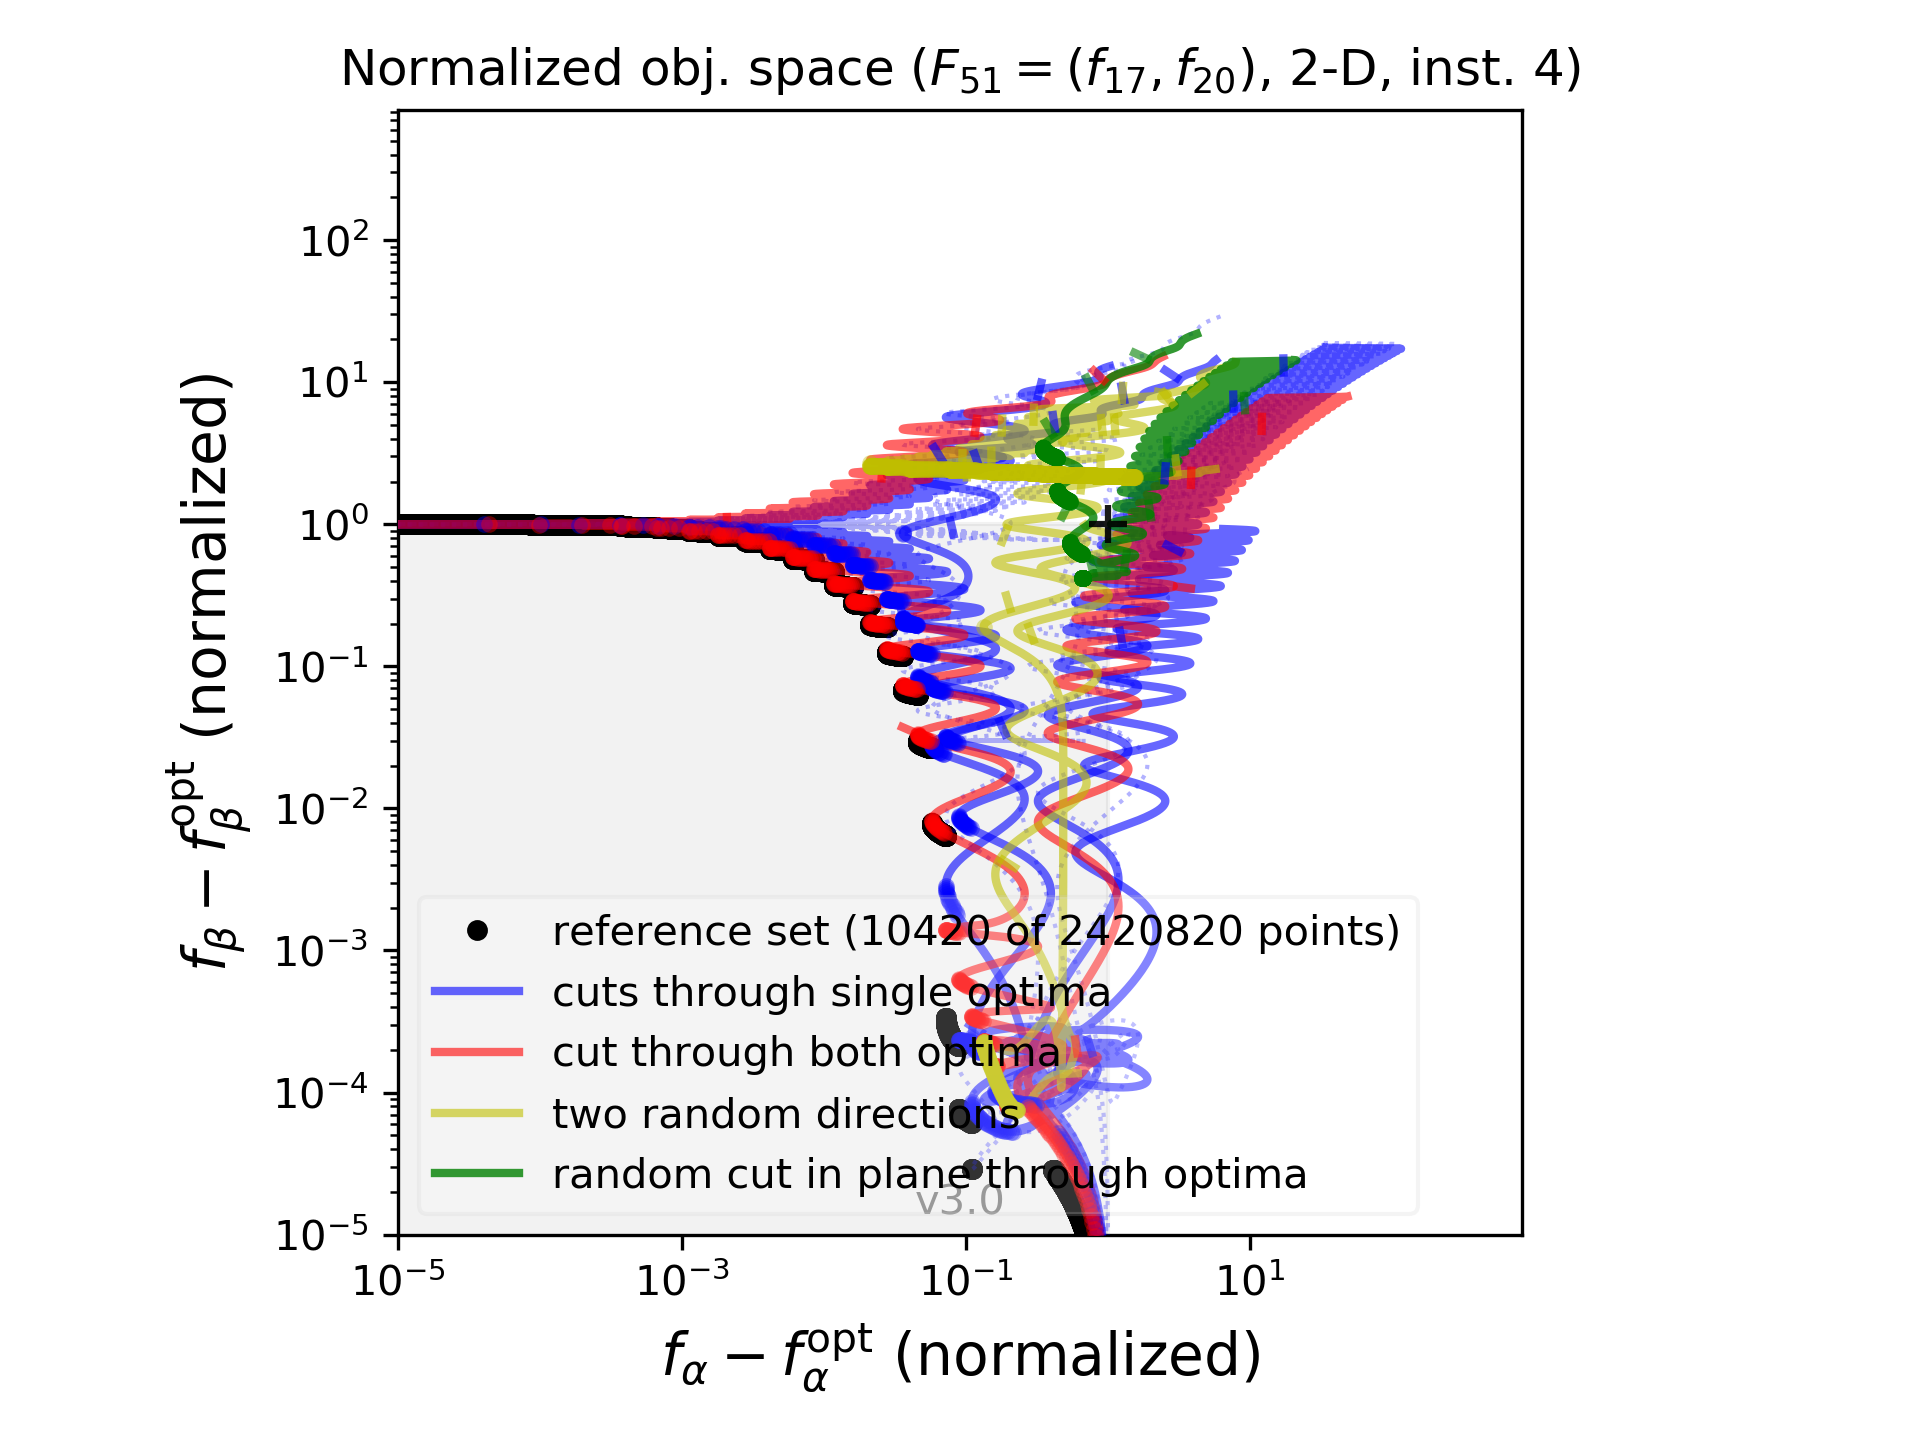 Normalized obj. space (F₅₁ = (f₁₇, f₂₀), 2-D, inst. 4)
f_β − f_β^opt (normalized)
10²
10¹
10⁰
10⁻¹
10⁻²
10⁻³
10⁻⁴
10⁻⁵
reference set (10420 of 2420820 points)
cuts through single optima
cut through both optima
two random directions
random cut in plane through optima
v3.0
10⁻⁵ 10⁻³ 10⁻¹ 10¹
f_α − f_α^opt (normalized)